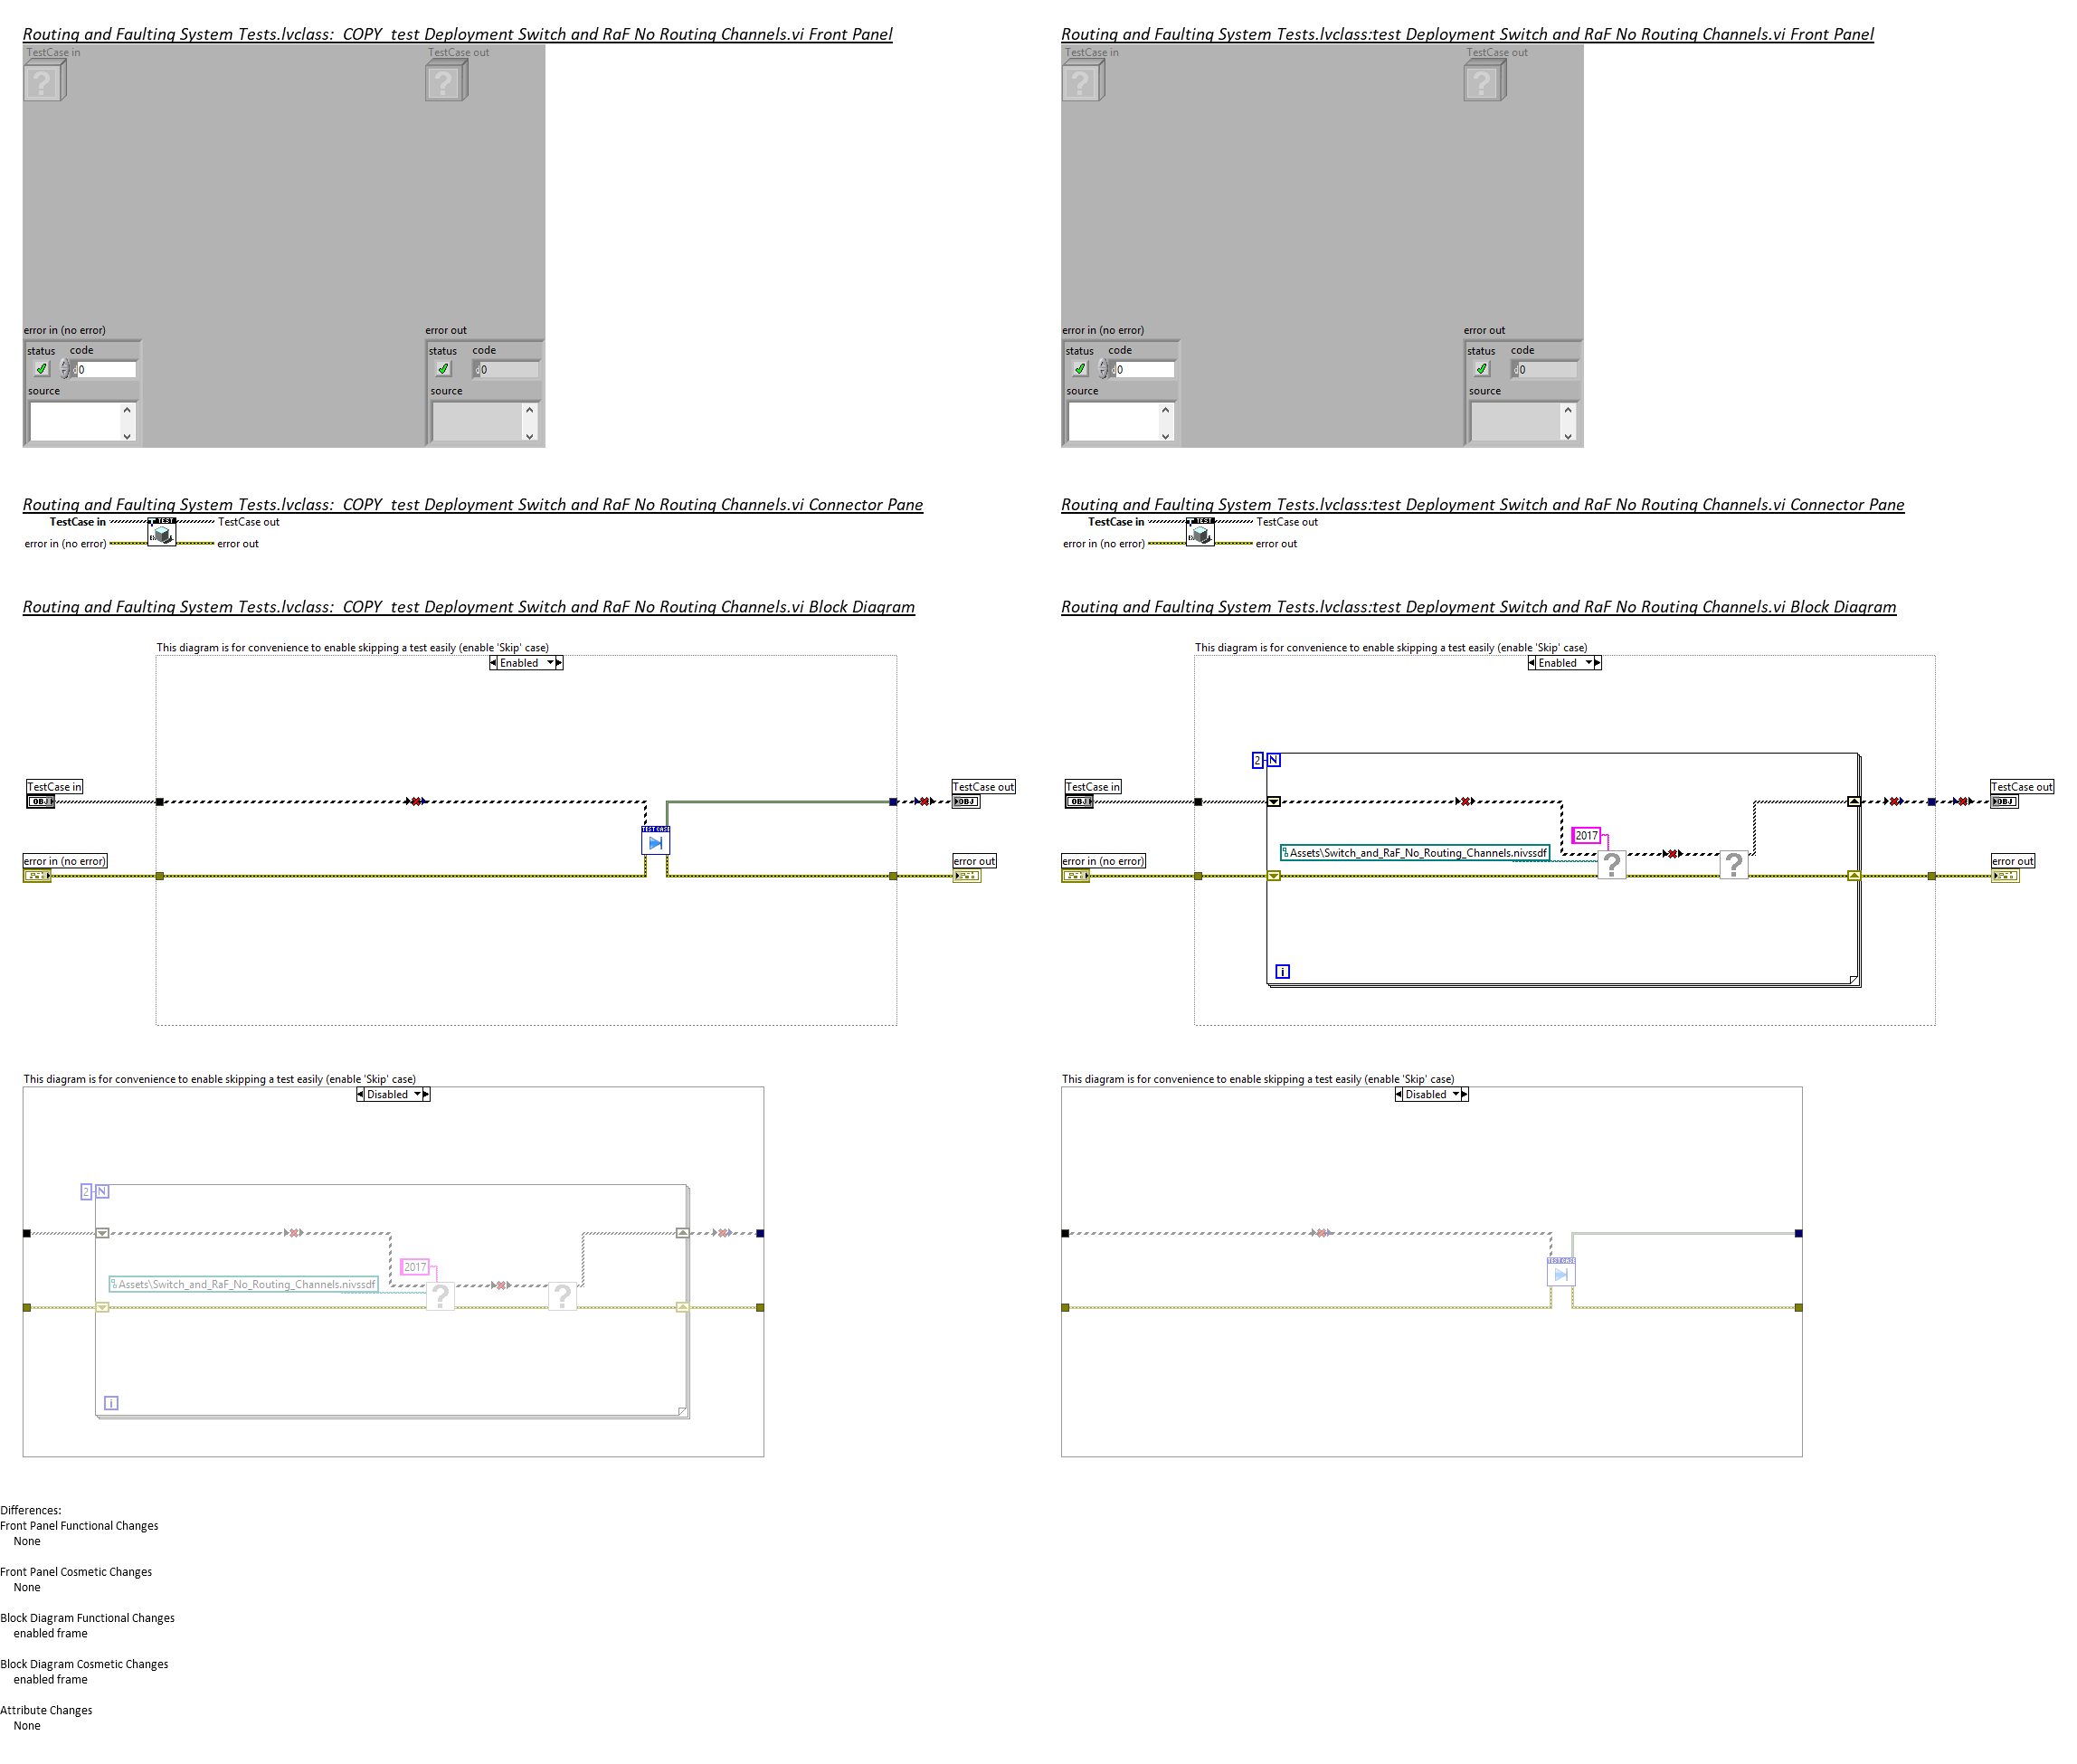 Routing and Faulting System Tests.lvclass:  COPY  test Deployment Switch and RaF No Routing Channels.vi Front Panel
TestCase in
TestCase out
error in (no error)
error out
status code
0
source
status code
0
source
Routing and Faulting System Tests.lvclass:test Deployment Switch and RaF No Routing Channels.vi Front Panel
TestCase in
TestCase out
error in (no error)
error out
status code
0
source
status code
0
source
Routing and Faulting System Tests.lvclass:  COPY  test Deployment Switch and RaF No Routing Channels.vi Connector Pane
TestCase in
TEST
TestCase out
error in (no error)
error out
Routing and Faulting System Tests.lvclass:test Deployment Switch and RaF No Routing Channels.vi Connector Pane
TestCase in
TEST
TestCase out
error in (no error)
error out
Routing and Faulting System Tests.lvclass:  COPY  test Deployment Switch and RaF No Routing Channels.vi Block Diagram
This diagram is for convenience to enable skipping a test easily (enable 'Skip' case)
Enabled
TestCase in
OBJ
TestCase out
OBJ
TEST CASE
error in (no error)
error out
Routing and Faulting System Tests.lvclass:test Deployment Switch and RaF No Routing Channels.vi Block Diagram
This diagram is for convenience to enable skipping a test easily (enable 'Skip' case)
Enabled
2 N
TestCase in
OBJ
TestCase out
OBJ
2017
Assets\Switch_and_RaF_No_Routing_Channels.nivssdf
?
?
error in (no error)
error out
i
This diagram is for convenience to enable skipping a test easily (enable 'Skip' case)
Disabled
2 N
2017
Assets\Switch_and_RaF_No_Routing_Channels.nivssdf
?
?
i
This diagram is for convenience to enable skipping a test easily (enable 'Skip' case)
Disabled
TEST CASE
Differences:
Front Panel Functional Changes
None
Front Panel Cosmetic Changes
None
Block Diagram Functional Changes
enabled frame
Block Diagram Cosmetic Changes
enabled frame
Attribute Changes
None